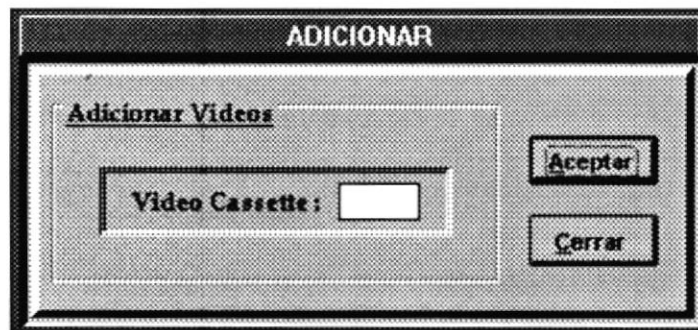 ADICIONAR
Adicionar Videos
Video Cassette :
Aceptar
Cerrar